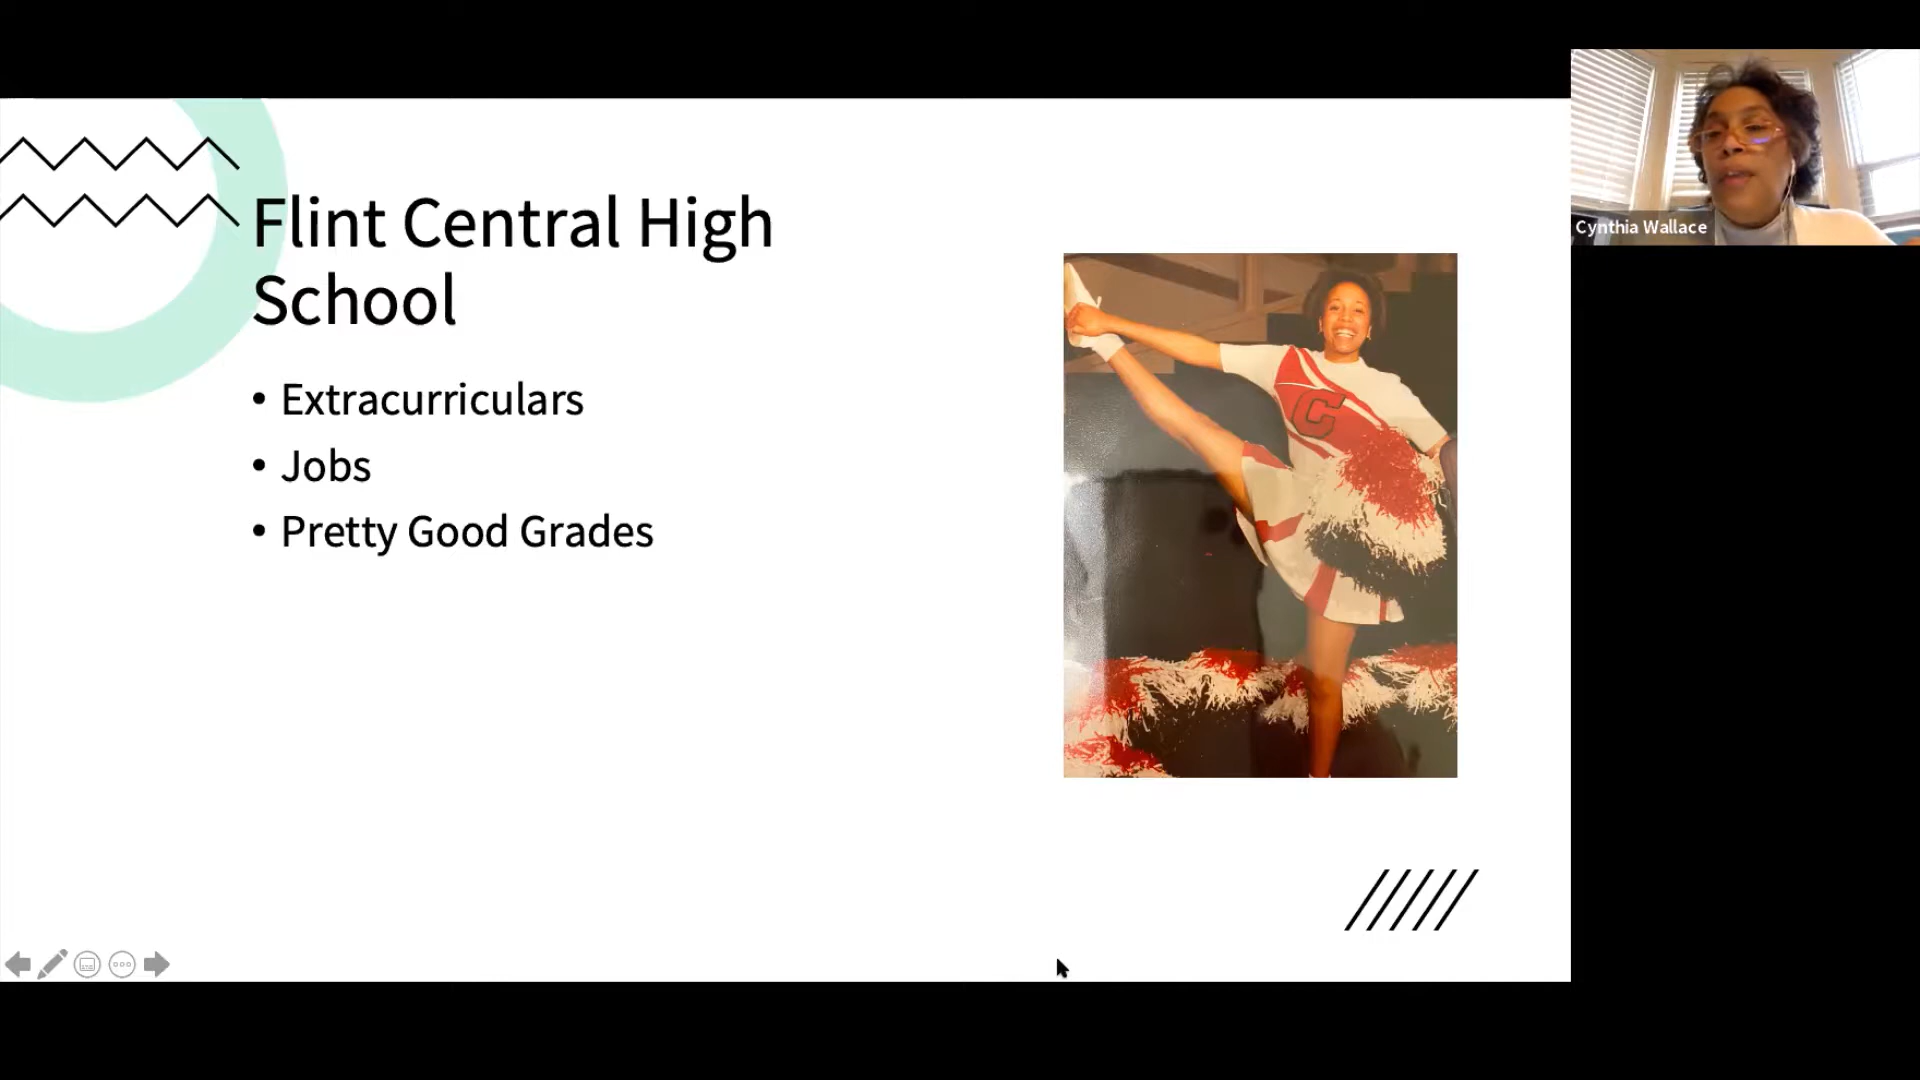 Flint Central High
School
• Extracurriculars
• Jobs
• Pretty Good Grades
C
Cynthia Wallace